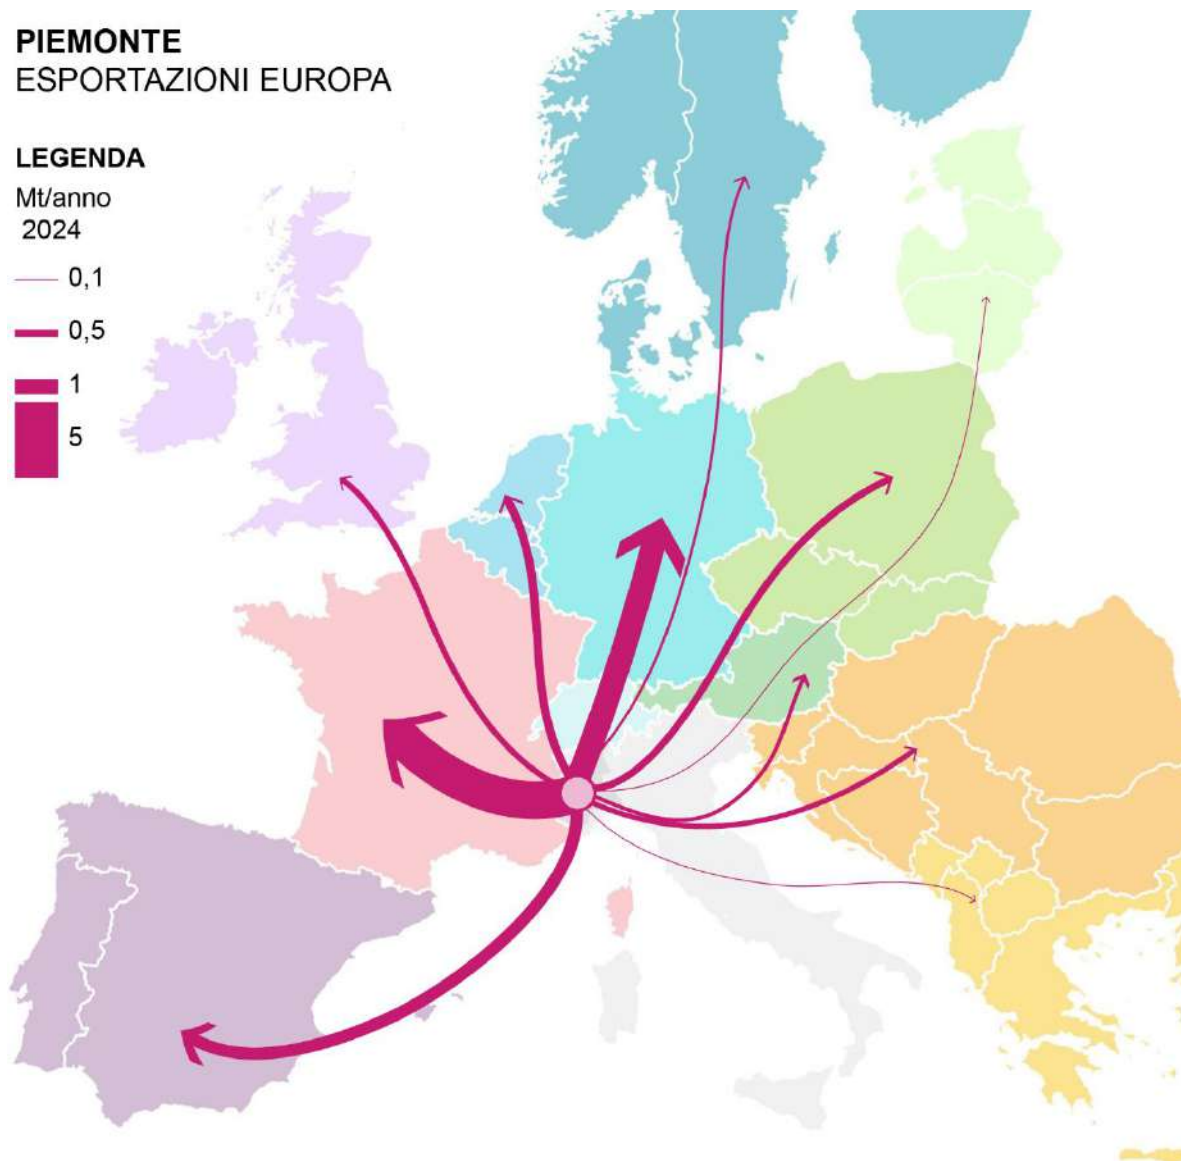 PIEMONTE
ESPORTAZIONI EUROPA
LEGENDA
Mt/anno
2024
0,1
0,5
1
5